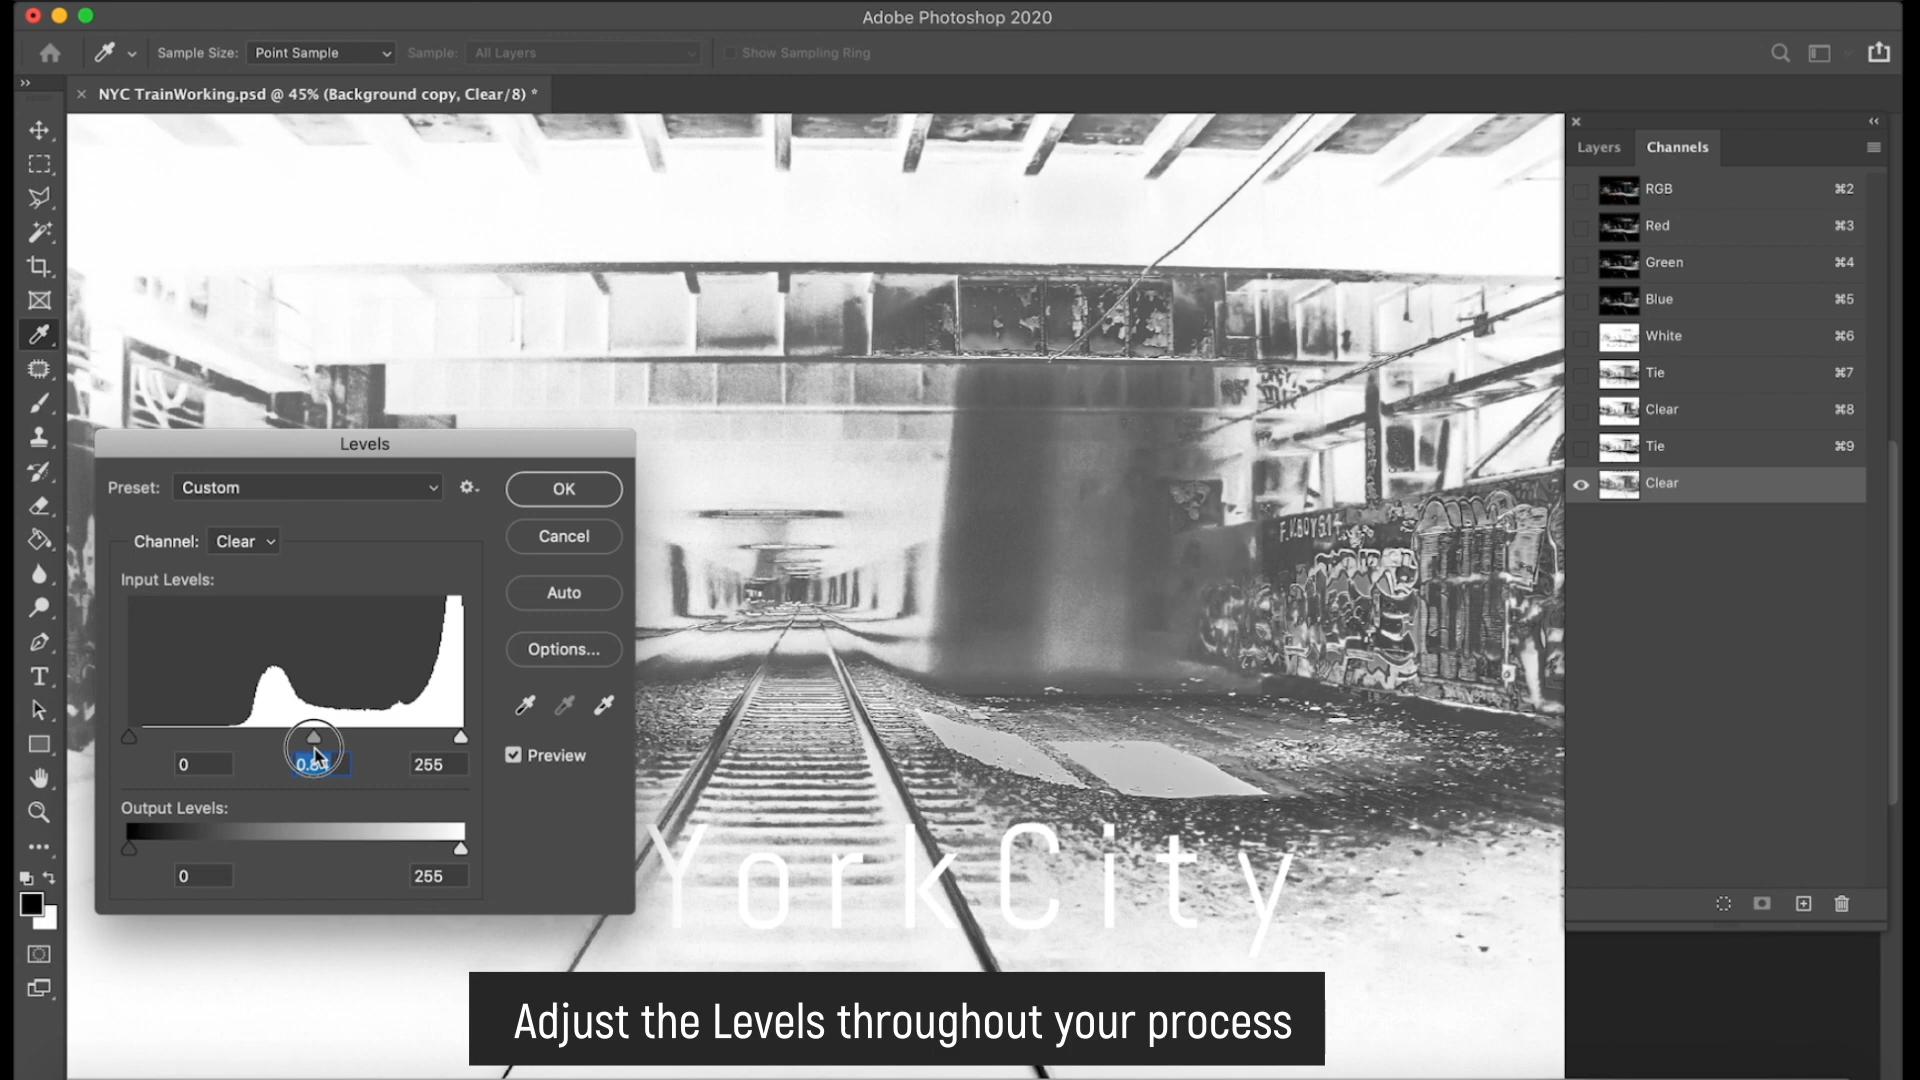 Adobe Photoshop 2020
Sample Size: Point Sample Sample: All Layers Show Sampling Ring
NYC TrainWorking.psd @ 45% (Background copy, Clear/8) *
Layers Channels
RGB ⌘2
Red ⌘3
Green ⌘4
Blue ⌘5
White ⌘6
Tie ⌘7
Clear ⌘8
Tie ⌘9
Clear
Levels
Preset: Custom
OK
Cancel
Channel: Clear
Input Levels:
Auto
Options...
Preview
0 255
Output Levels:
0 255
YorkCity
Adjust the Levels throughout your process